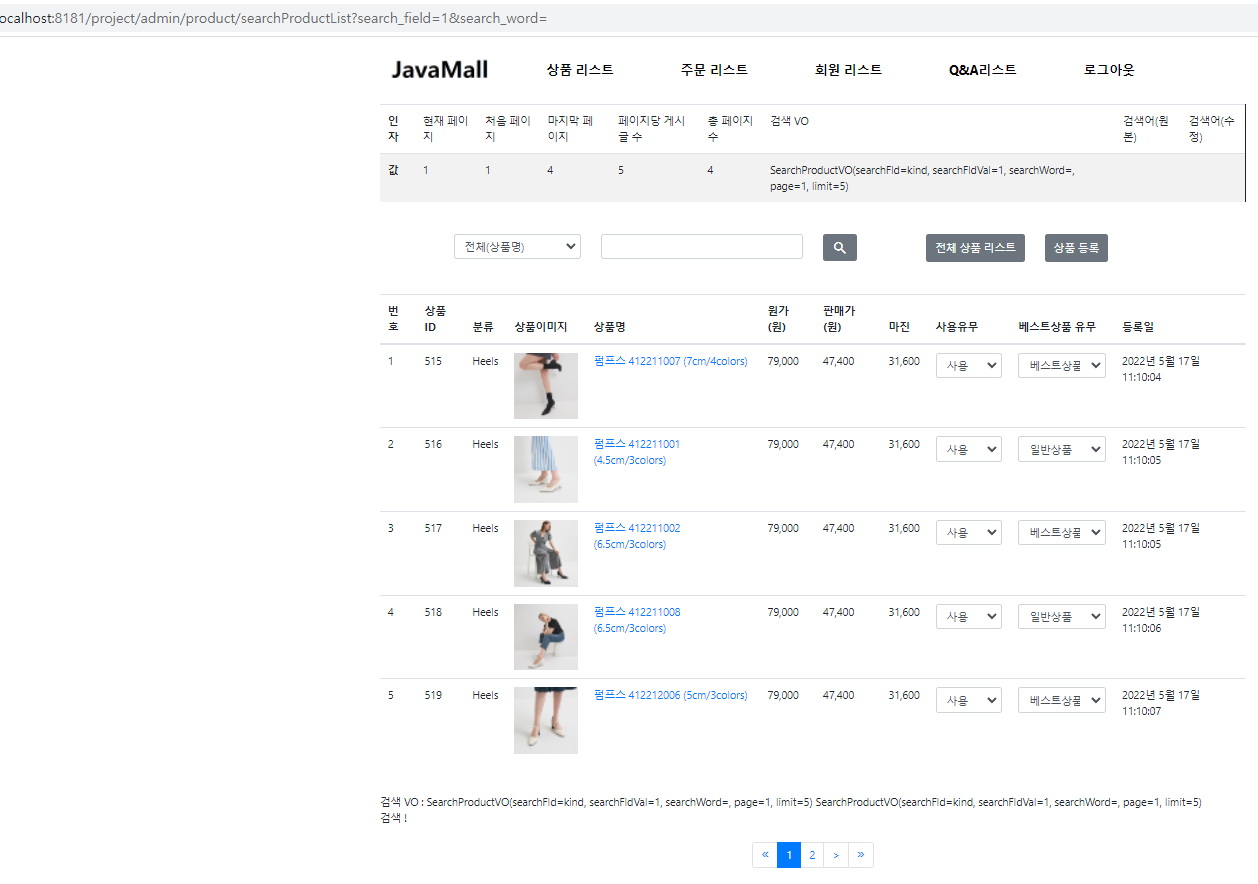 ocalhost:8181/project/admin/product/searchProductList?search_field=1&search_word=
JavaMall 상품 리스트 주문 리스트 회원 리스트 Q&A리스트 로그아웃
인자 현재 페이지 처음 페이지 마지막 페이지 페이지당 게시글 수 총 페이지 수 검색 VO 검색어(원본) 검색어(수정)
값 1 1 4 5 4 SearchProductVO(searchFld=kind, searchFldVal=1, searchWord=,
page=1, limit=5)
전체(상품명) 전체 상품 리스트 상품 등록
번호 상품ID 분류 상품이미지 상품명 원가(원) 판매가(원) 마진 사용유무 베스트상품 유무 등록일
1 515 Heels 펌프스 412211007 (7cm/4colors) 79,000 47,400 31,600 사용 베스트상품 2022년 5월 17일
11:10:04
2 516 Heels 펌프스 412211001 79,000 47,400 31,600 사용 일반상품 2022년 5월 17일
(4.5cm/3colors) 11:10:05
3 517 Heels 펌프스 412211002 79,000 47,400 31,600 사용 베스트상품 2022년 5월 17일
(6.5cm/3colors) 11:10:05
4 518 Heels 펌프스 412211008 79,000 47,400 31,600 사용 일반상품 2022년 5월 17일
(6.5cm/3colors) 11:10:06
5 519 Heels 펌프스 412212006 (5cm/3colors) 79,000 47,400 31,600 사용 베스트상품 2022년 5월 17일
11:10:07
검색 VO : SearchProductVO(searchFld=kind, searchFldVal=1, searchWord=, page=1, limit=5) SearchProductVO(searchFld=kind, searchFldVal=1, searchWord=, page=1, limit=5)
검색 !
« 1 2 > »